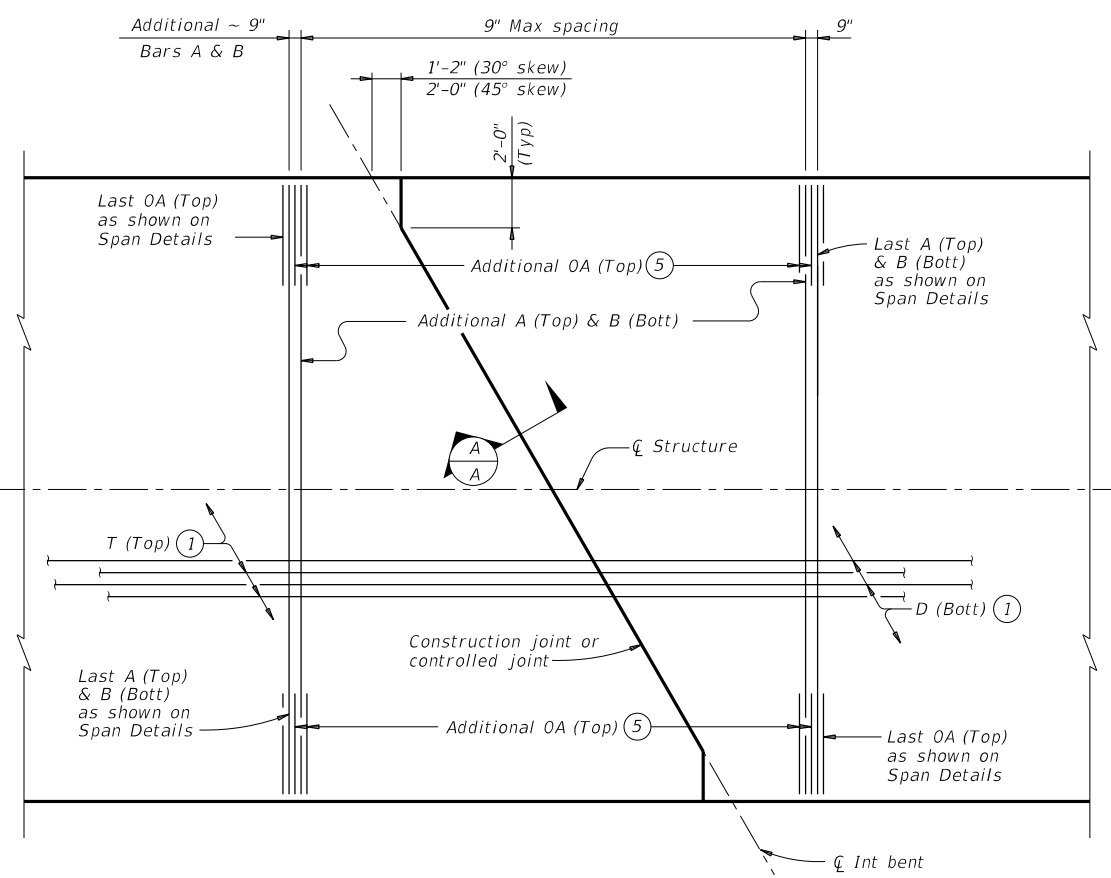 Additional ~ 9"
Bars A & B
9" Max spacing
9"
1'-2" (30° skew)
2'-0" (45° skew)
2'-0"
(Typ)
Last OA (Top)
as shown on
Span Details
Additional OA (Top) 5
Last A (Top)
& B (Bott)
as shown on
Span Details
Additional A (Top) & B (Bott)
A
A
℄ Structure
T (Top) 1
D (Bott) 1
Construction joint or
controlled joint
Last A (Top)
& B (Bott)
as shown on
Span Details
Additional OA (Top) 5
Last OA (Top)
as shown on
Span Details
℄ Int bent